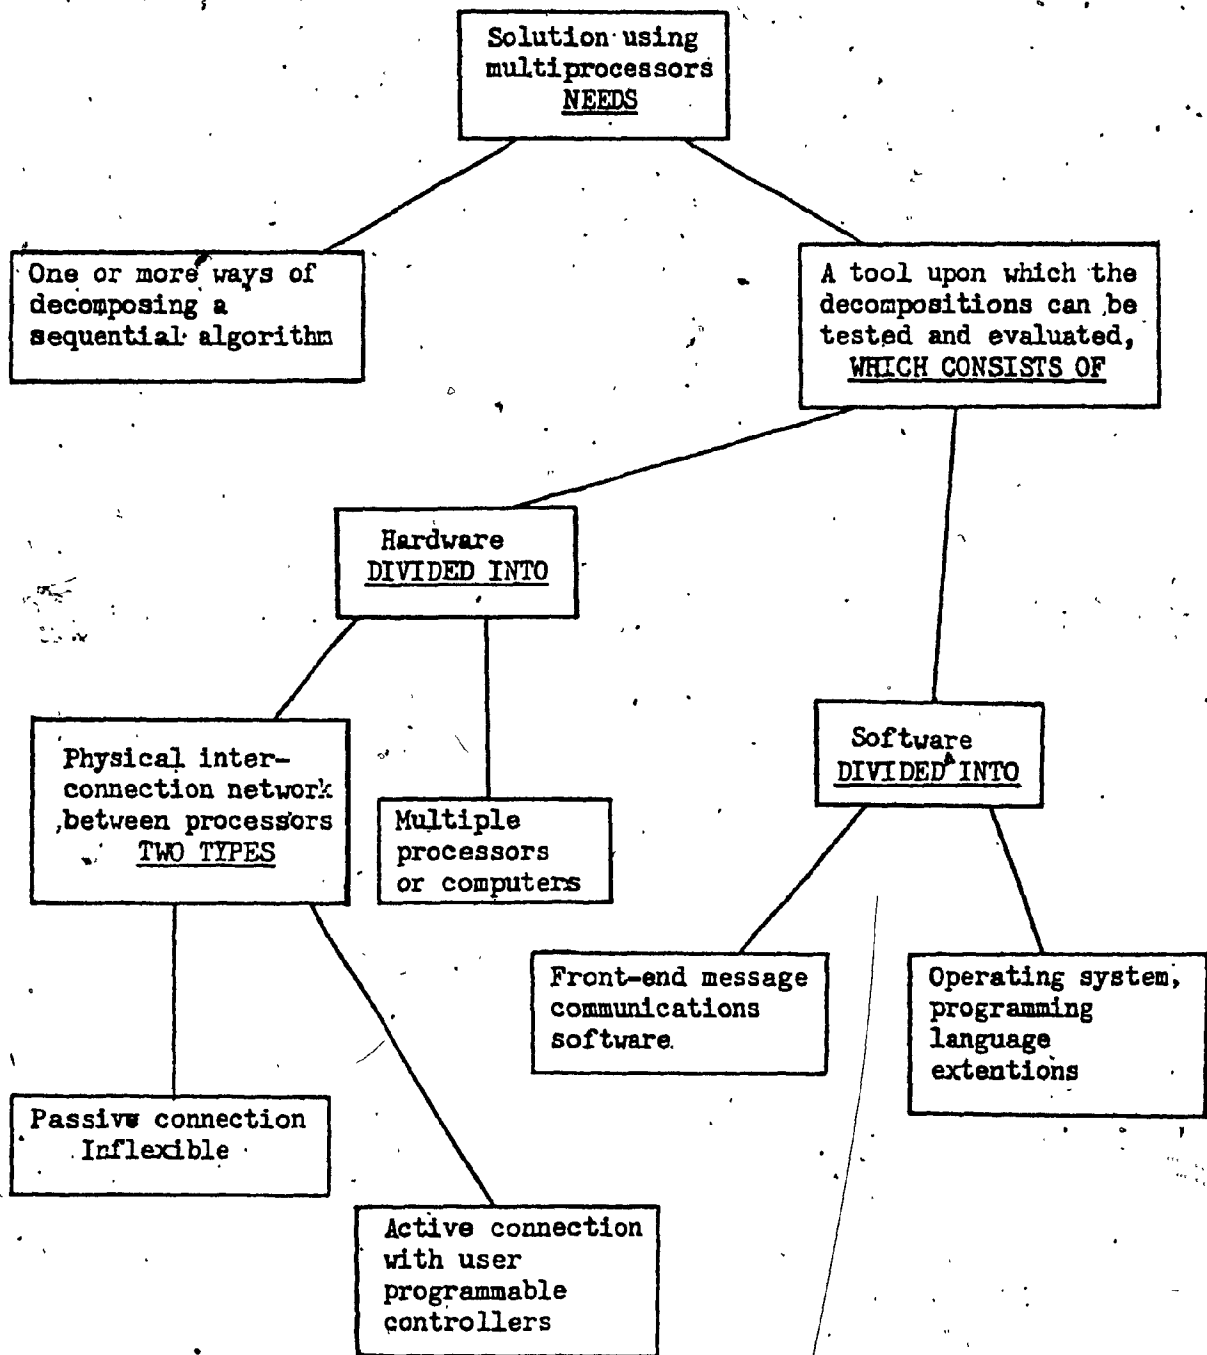 Solution using
multiprocessors
NEEDS
One or more ways of
decomposing a
sequential algorithm
A tool upon which the
decompositions can be
tested and evaluated,
WHICH CONSISTS OF
Hardware
DIVIDED INTO
Physical inter-
connection network
between processors
TWO TYPES
Multiple
processors
or computers
Software
DIVIDED INTO
Front-end message
communications
software
Operating system,
programming
language
extentions
Passive connection
Inflexible
Active connection
with user
programmable
controllers